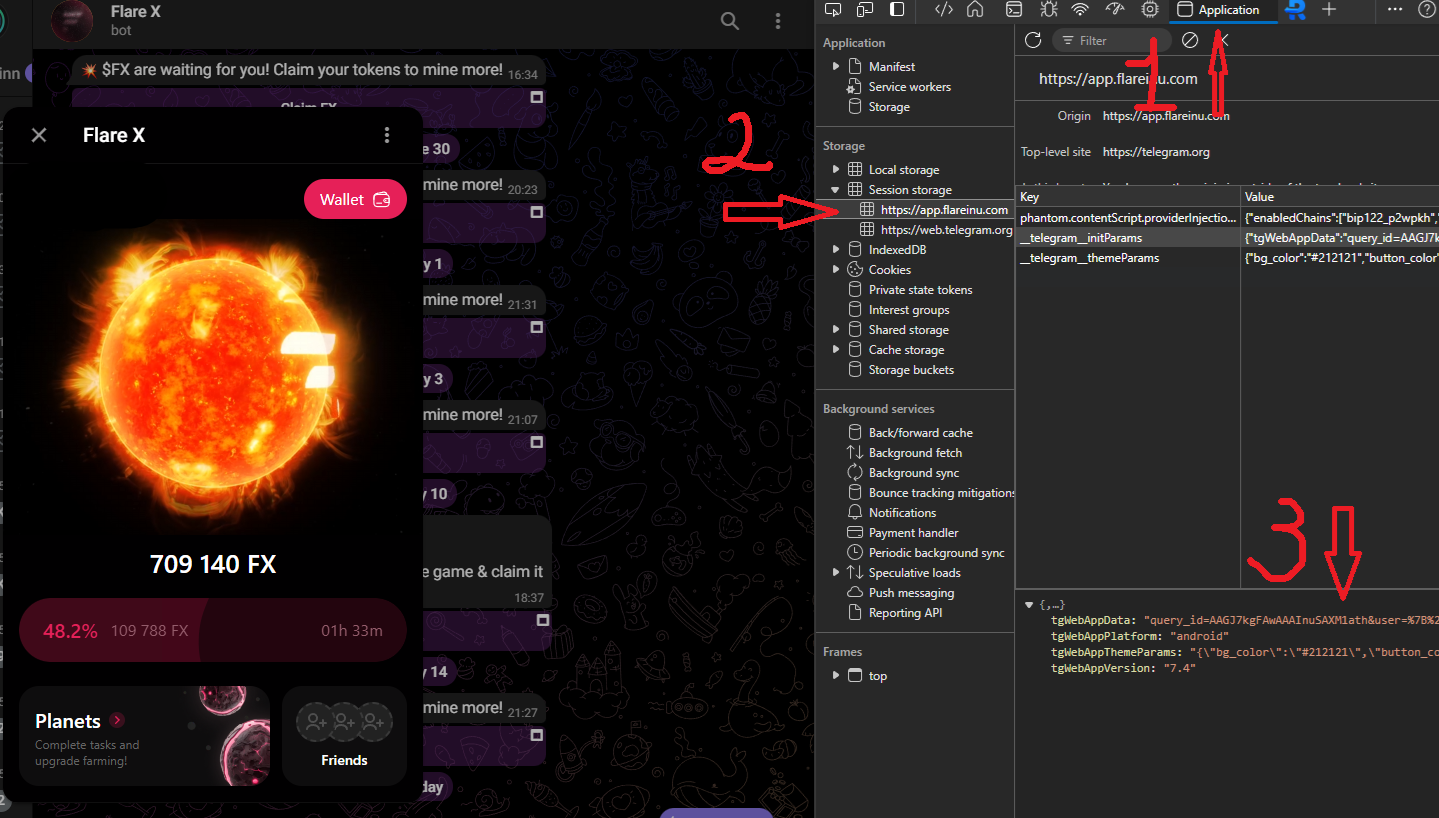 Flare X
bot
inn
$FX are waiting for you! Claim your tokens to mine more! 16:34
Claim FX
Flare X
e 30
mine more! 20:23
Wallet
y 1
mine more! 21:31
y 3
mine more! 21:07
y 10
e game & claim it
18:37
709 140 FX
48.2% 109 788 FX 01h 33m
y 14
mine more! 21:27
Planets
Complete tasks and
upgrade farming!
Friends
day
2
1
2
3
Application
Application
Manifest
Service workers
Storage
Storage
Local storage
Session storage
https://app.flareinu.com
https://web.telegram.org
IndexedDB
Cookies
Private state tokens
Interest groups
Shared storage
Cache storage
Storage buckets
Background services
Back/forward cache
Background fetch
Background sync
Bounce tracking mitigations
Notifications
Payment handler
Periodic background sync
Speculative loads
Push messaging
Reporting API
Frames
top
Filter
https://app.flareinu.com
Origin https://app.flareinu.com
Top-level site https://telegram.org
Key Value
phantom.contentScript.providerInjectio... {"enabledChains":["bip122_p2wpkh",
__telegram__initParams {"tgWebAppData":"query_id=AAGJ7k
__telegram__themeParams {"bg_color":"#212121","button_color"
{,…}
tgWebAppData: "query_id=AAGJ7kgFAwAAAInuSAXM1ath&user=%7B%2
tgWebAppPlatform: "android"
tgWebAppThemeParams: "{\"bg_color\":\"#212121\",\"button_co
tgWebAppVersion: "7.4"